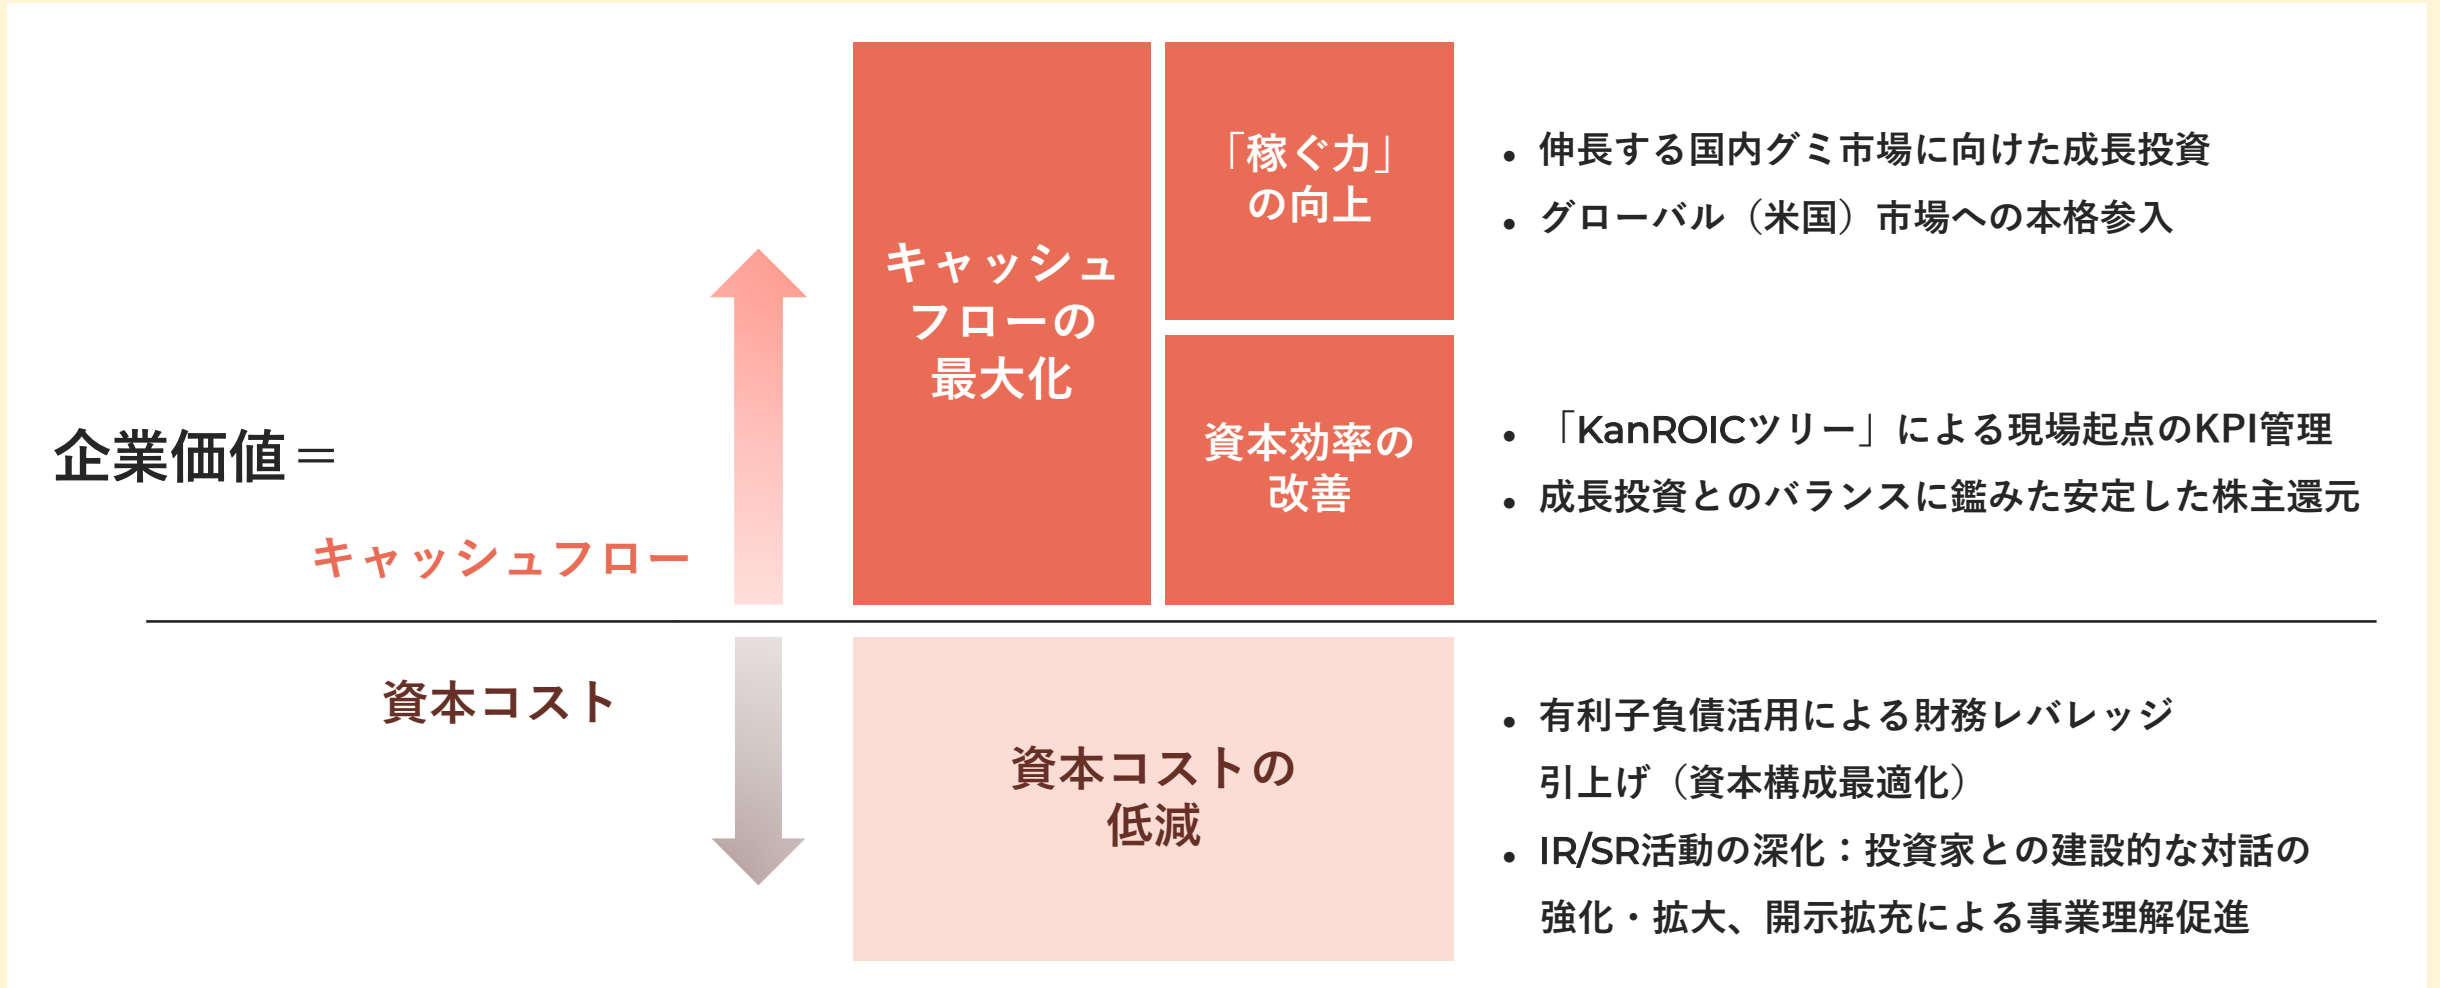 企業価値＝
キャッシュフロー
資本コスト
キャッシュ
フローの
最大化
「稼ぐ力」
の向上
• 伸長する国内グミ市場に向けた成長投資
• グローバル（米国）市場への本格参入
資本効率の
改善
• 「KanROICツリー」による現場起点のKPI管理
• 成長投資とのバランスに鑑みた安定した株主還元
資本コストの
低減
• 有利子負債活用による財務レバレッジ
引上げ（資本構成最適化）
• IR/SR活動の深化：投資家との建設的な対話の
強化・拡大、開示拡充による事業理解促進